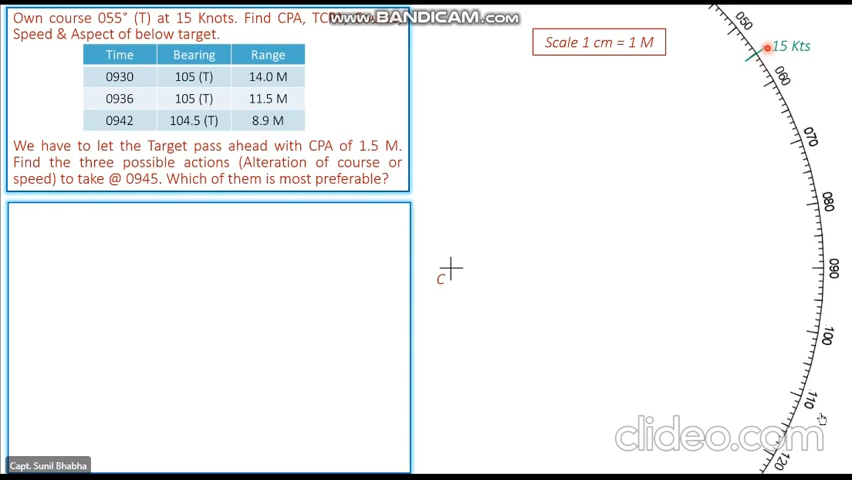 Own course 055° (T) at 15 Knots. Find CPA, TCPA,
www.BANDICAM.com
Speed & Aspect of below target.
Time Bearing Range
0930 105 (T) 14.0 M
0936 105 (T) 11.5 M
0942 104.5 (T) 8.9 M
We have to let the Target pass ahead with CPA of 1.5 M.
Find the three possible actions (Alteration of course or
speed) to take @ 0945. Which of them is most preferable?
Scale 1 cm = 1 M
050
15 Kts
060
070
080
090
100
110
120
C
clideo.com
Capt. Sunil Bhabha